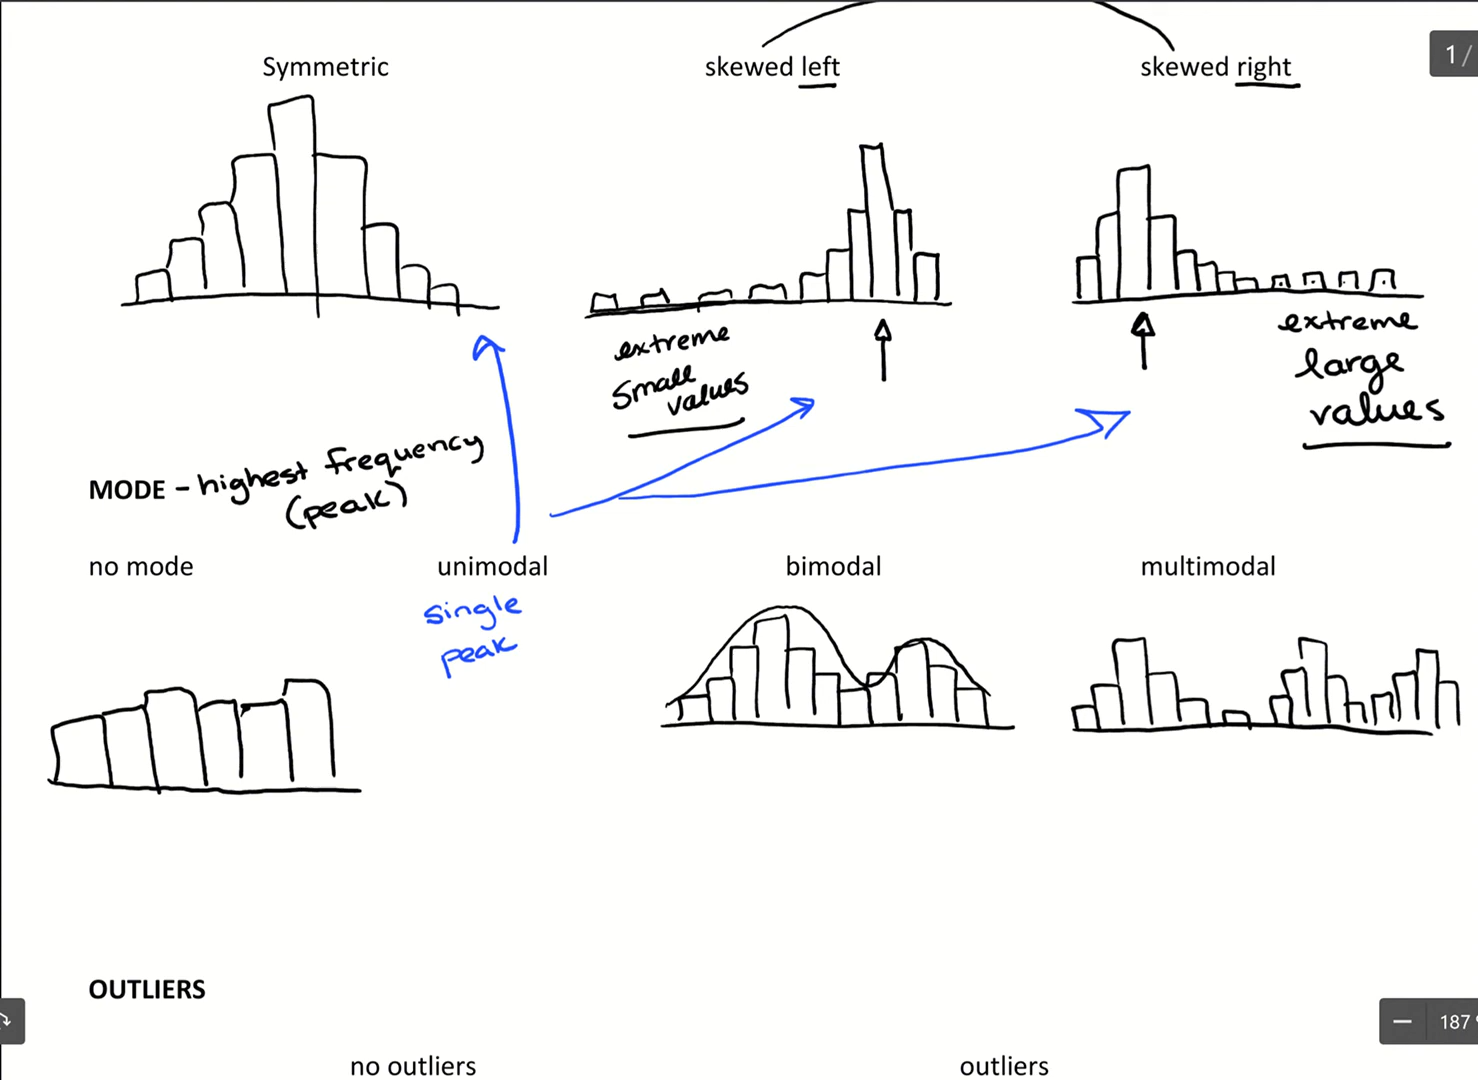 Symmetric
skewed left
skewed right
1 /
extreme
small
values
extreme
large
values
MODE – highest frequency
(peak)
no mode
unimodal
bimodal
multimodal
single
peak
OUTLIERS
187 %
no outliers
outliers